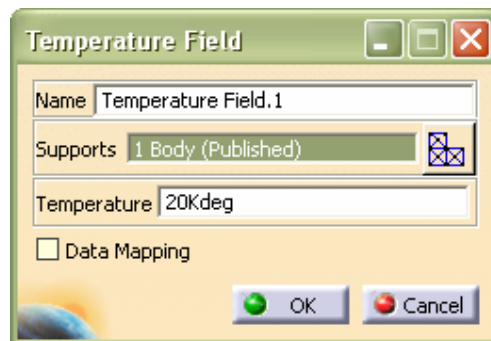 Temperature Field
Name Temperature Field.1
Supports 1 Body (Published)
Temperature 20Kdeg
Data Mapping
OK Cancel